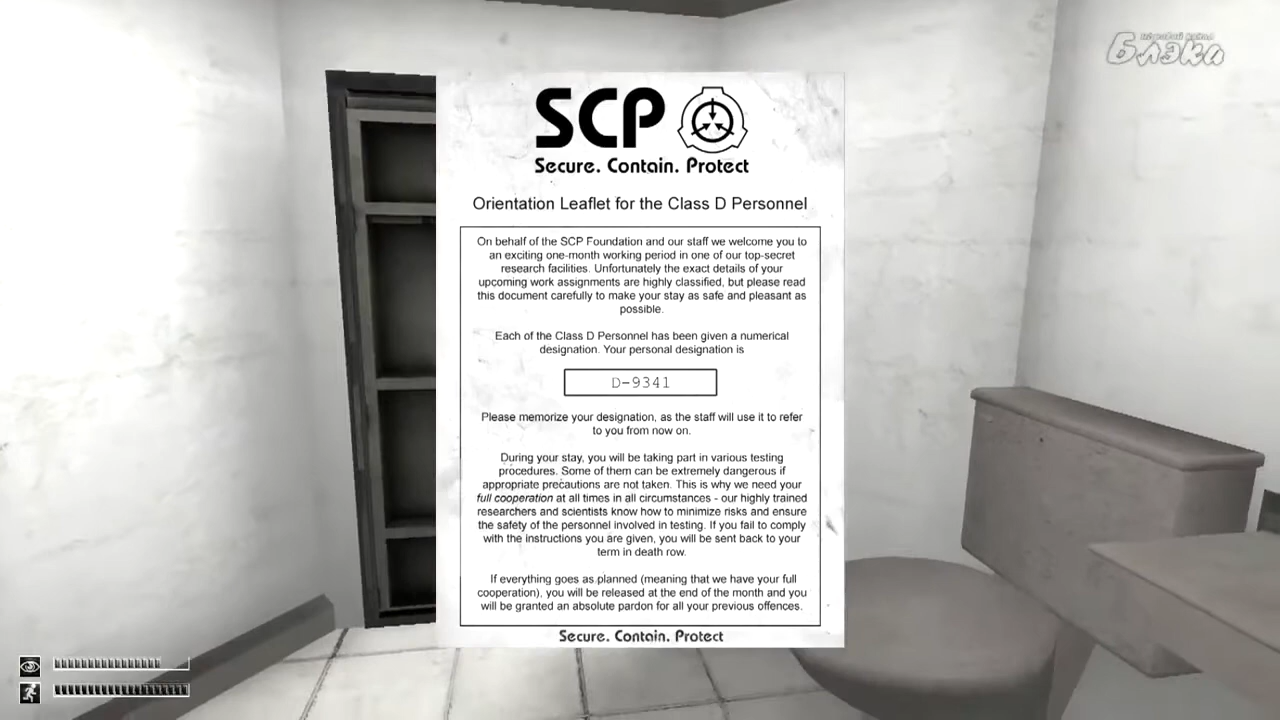 игровой канал
Блэка
SCP
Secure. Contain. Protect
Orientation Leaflet for the Class D Personnel
On behalf of the SCP Foundation and our staff we welcome you to
an exciting one-month working period in one of our top-secret
research facilities. Unfortunately the exact details of your
upcoming work assignments are highly classified, but please read
this document carefully to make your stay as safe and pleasant as
possible.
Each of the Class D Personnel has been given a numerical
designation. Your personal designation is
D-9341
Please memorize your designation, as the staff will use it to refer
to you from now on.
During your stay, you will be taking part in various testing
procedures. Some of them can be extremely dangerous if
appropriate precautions are not taken. This is why we need your
full cooperation at all times in all circumstances - our highly trained
researchers and scientists know how to minimize risks and ensure
the safety of the personnel involved in testing. If you fail to comply
with the instructions you are given, you will be sent back to your
term in death row.
If everything goes as planned (meaning that we have your full
cooperation), you will be released at the end of the month and you
will be granted an absolute pardon for all your previous offences.
Secure. Contain. Protect